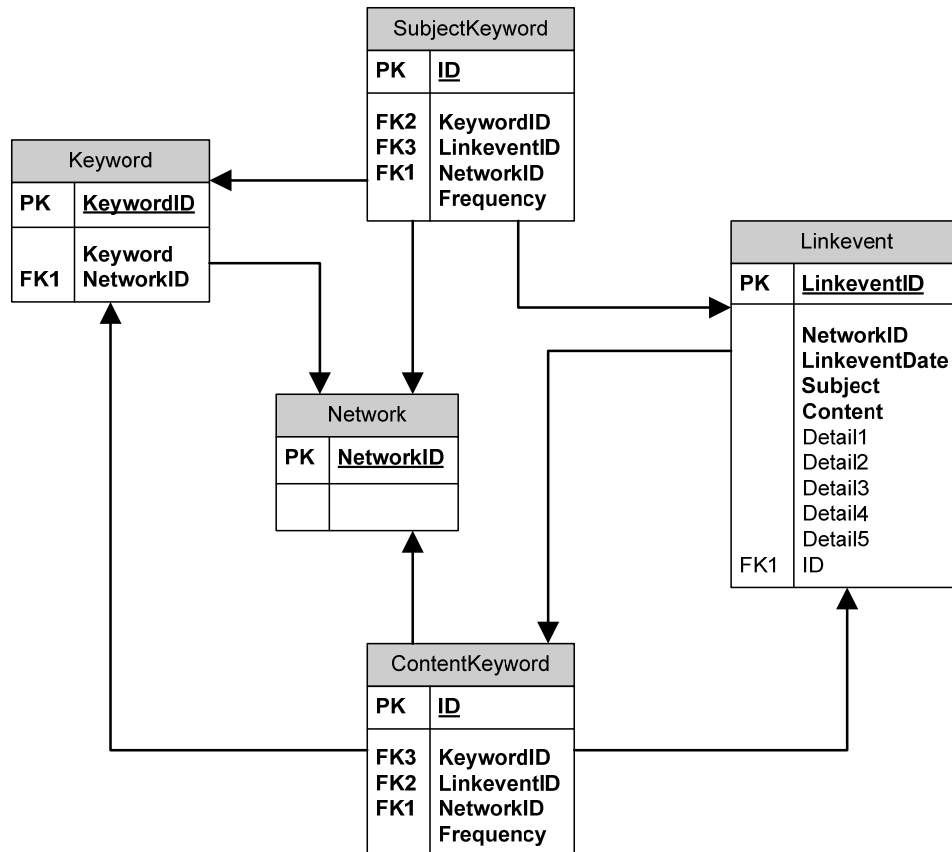 SubjectKeyword
PK ID
FK2 KeywordID
FK3 LinkeventID
FK1 NetworkID
Frequency
Keyword
PK KeywordID
Keyword
FK1 NetworkID
Linkevent
PK LinkeventID
NetworkID
LinkeventDate
Subject
Content
Detail1
Detail2
Detail3
Detail4
Detail5
FK1 ID
Network
PK NetworkID
ContentKeyword
PK ID
FK3 KeywordID
FK2 LinkeventID
FK1 NetworkID
Frequency